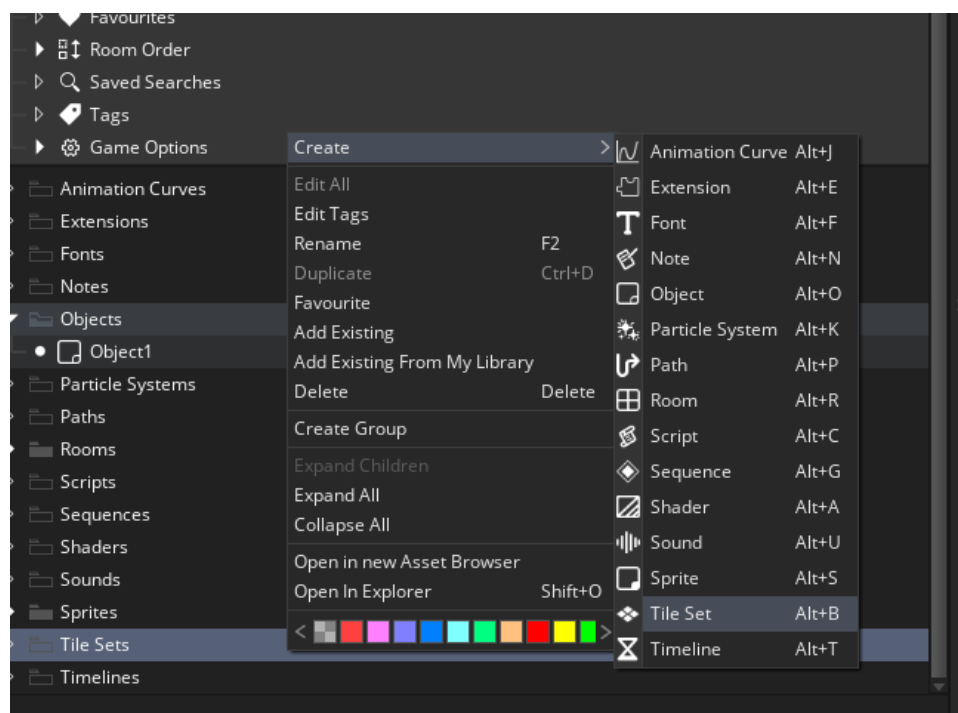 Favourites
Room Order
Saved Searches
Tags
Game Options
Animation Curves
Extensions
Fonts
Notes
Objects
Object1
Particle Systems
Paths
Rooms
Scripts
Sequences
Shaders
Sounds
Sprites
Tile Sets
Timelines
Create
Edit All
Edit Tags
Rename F2
Duplicate Ctrl+D
Favourite
Add Existing
Add Existing From My Library
Delete Delete
Create Group
Expand Children
Expand All
Collapse All
Open in new Asset Browser
Open In Explorer Shift+O
Animation Curve Alt+J
Extension Alt+E
Font Alt+F
Note Alt+N
Object Alt+O
Particle System Alt+K
Path Alt+P
Room Alt+R
Script Alt+C
Sequence Alt+G
Shader Alt+A
Sound Alt+U
Sprite Alt+S
Tile Set Alt+B
Timeline Alt+T